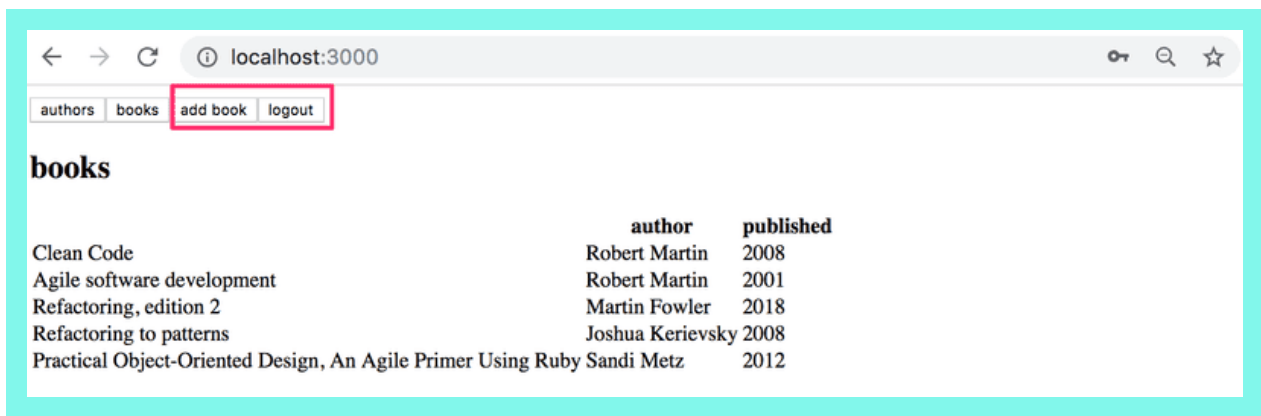 localhost:3000
authors books add book logout
books
author published
Clean Code Robert Martin 2008
Agile software development Robert Martin 2001
Refactoring, edition 2 Martin Fowler 2018
Refactoring to patterns Joshua Kerievsky 2008
Practical Object-Oriented Design, An Agile Primer Using Ruby Sandi Metz 2012